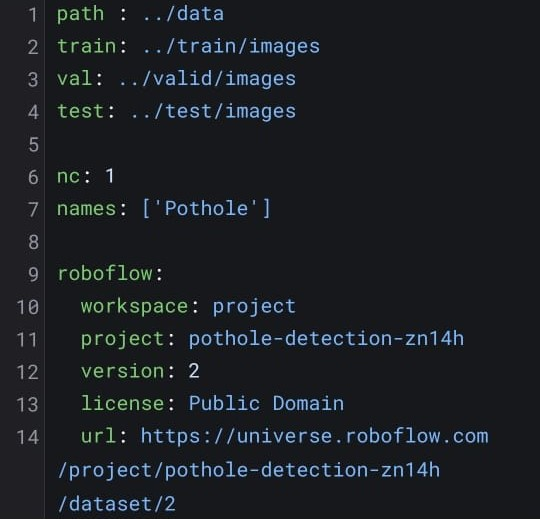 1 path : ../data
2 train: ../train/images
3 val: ../valid/images
4 test: ../test/images
5
6 nc: 1
7 names: ['Pothole']
8
9 roboflow:
10   workspace: project
11   project: pothole-detection-zn14h
12   version: 2
13   license: Public Domain
14   url: https://universe.roboflow.com
/project/pothole-detection-zn14h
/dataset/2